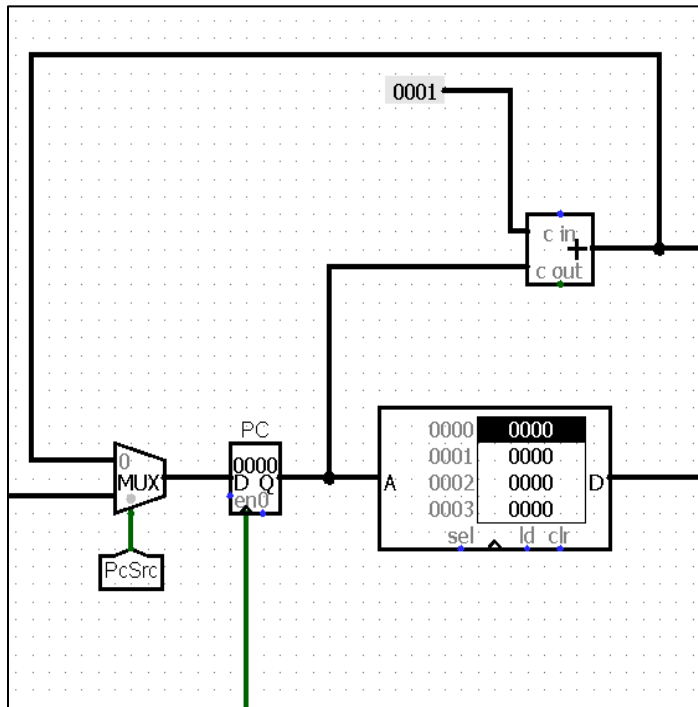 0001
c in
+
c out
PC
0
MUX
0000
D Q
en0
PcSrc
A
0000 0000
0001 0000
0002 0000
0003 0000
D
sel ld clr